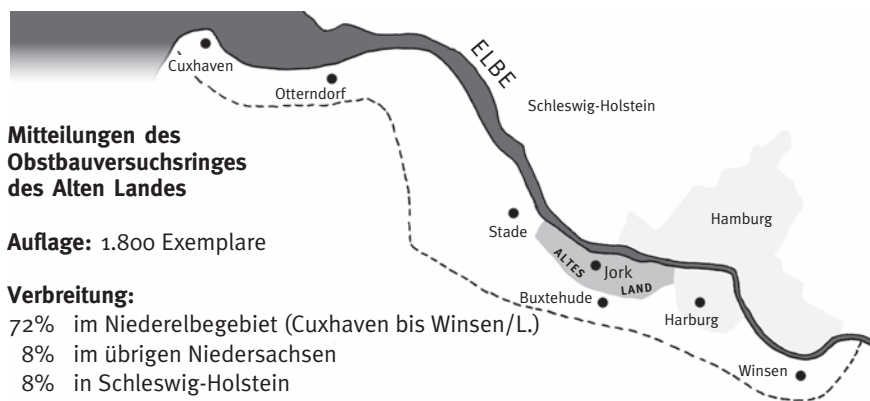 Cuxhaven
Otterndorf
ELBE
Schleswig-Holstein
Mitteilungen des
Obstbauversuchsringes
des Alten Landes
Hamburg
Stade
Auflage: 1.800 Exemplare
ALTES
LAND
Jork
Buxtehude
Harburg
Verbreitung:
72% im Niederelbegebiet (Cuxhaven bis Winsen/L.)
8% im übrigen Niedersachsen
8% in Schleswig-Holstein
Winsen